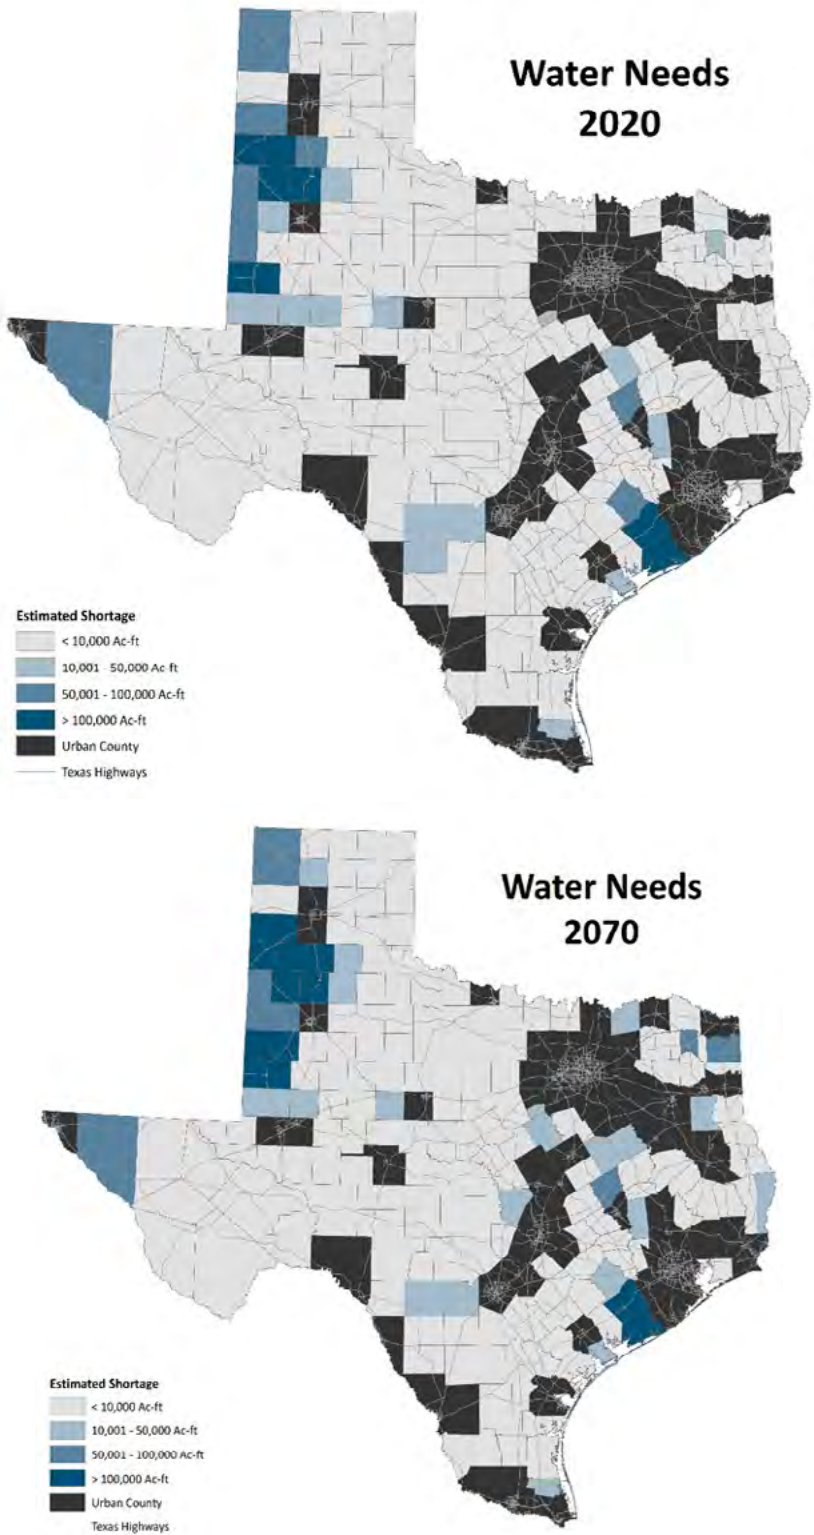 Water Needs
2020
Estimated Shortage
< 10,000 Ac-ft
10,001 - 50,000 Ac-ft
50,001 - 100,000 Ac-ft
> 100,000 Ac-ft
Urban County
Texas Highways
Water Needs
2070
Estimated Shortage
< 10,000 Ac-ft
10,001 - 50,000 Ac-ft
50,001 - 100,000 Ac-ft
> 100,000 Ac-ft
Urban County
Texas Highways